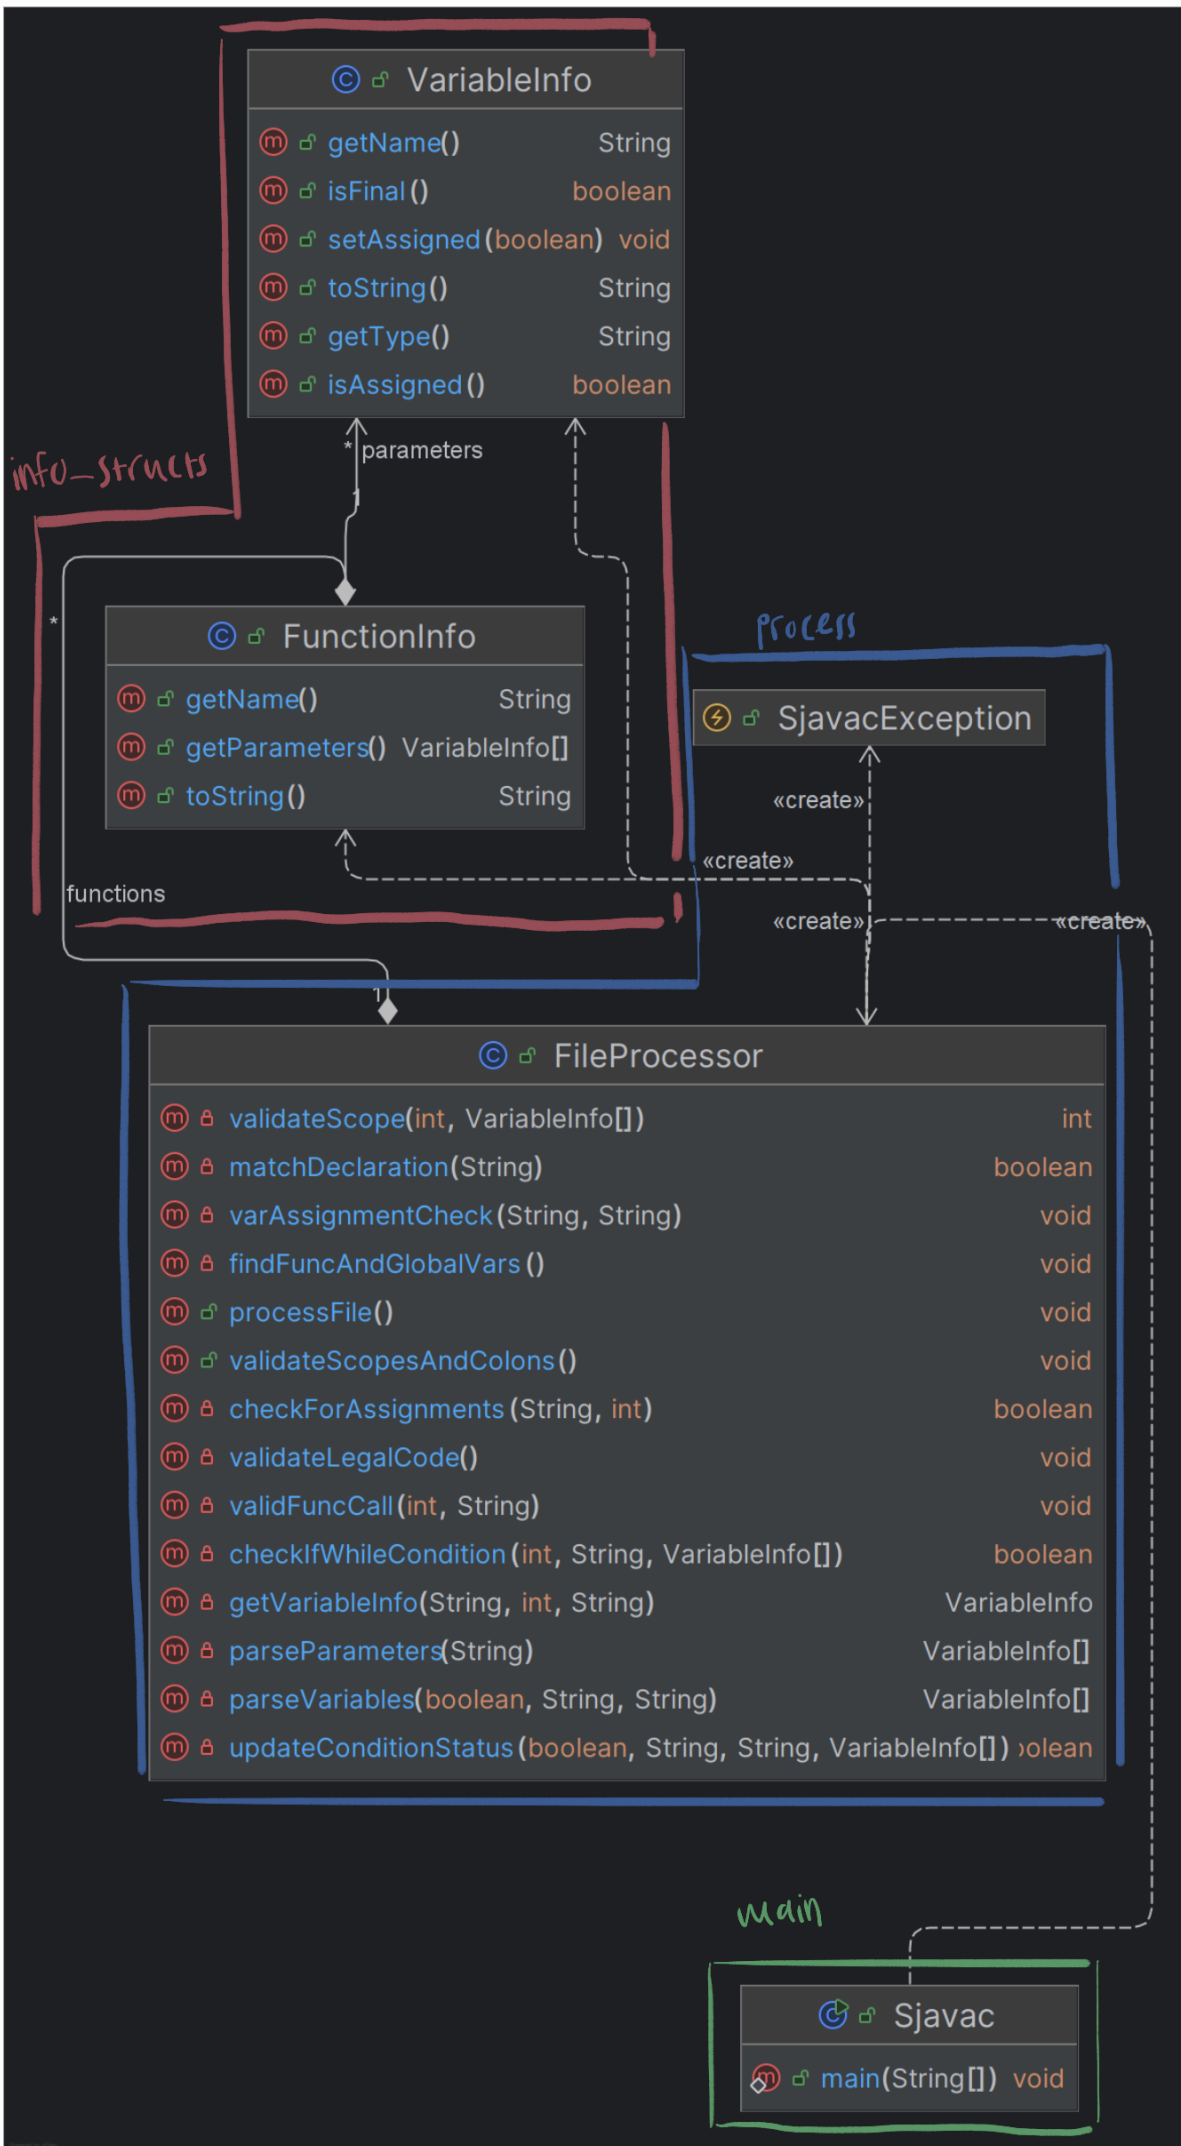 VariableInfo
getName() String
isFinal() boolean
setAssigned(boolean) void
toString() String
getType() String
isAssigned() boolean
* parameters
info_structs
1
*
FunctionInfo
process
getName() String
SjavacException
getParameters() VariableInfo[]
toString() String
«create»
«create»
functions
«create»
«create»
1
FileProcessor
validateScope(int, VariableInfo[]) int
matchDeclaration(String) boolean
varAssignmentCheck(String, String) void
findFuncAndGlobalVars() void
processFile() void
validateScopesAndColons() void
checkForAssignments(String, int) boolean
validateLegalCode() void
validFuncCall(int, String) void
checkIfWhileCondition(int, String, VariableInfo[]) boolean
getVariableInfo(String, int, String) VariableInfo
parseParameters(String) VariableInfo[]
parseVariables(boolean, String, String) VariableInfo[]
updateConditionStatus(boolean, String, String, VariableInfo[]) olean
main
Sjavac
main(String[]) void